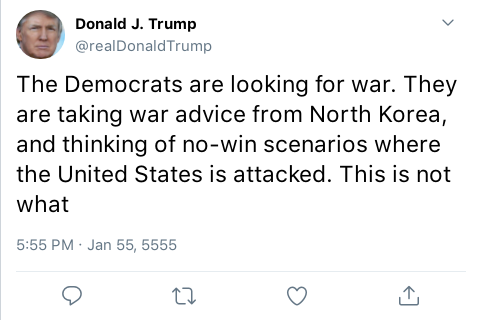 Donald J. Trump
@realDonaldTrump
The Democrats are looking for war. They
are taking war advice from North Korea,
and thinking of no-win scenarios where
the United States is attacked. This is not
what
5:55 PM · Jan 55, 5555